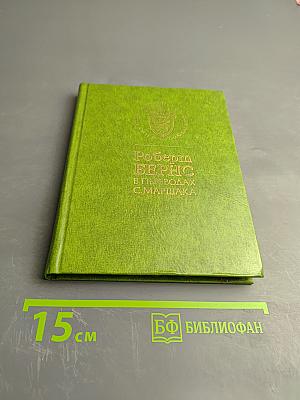 Роберт
БЕРНС
В ПЕРЕВОДАХ
С. МАРШАКА
15 см
БФ БИБЛИОФАН